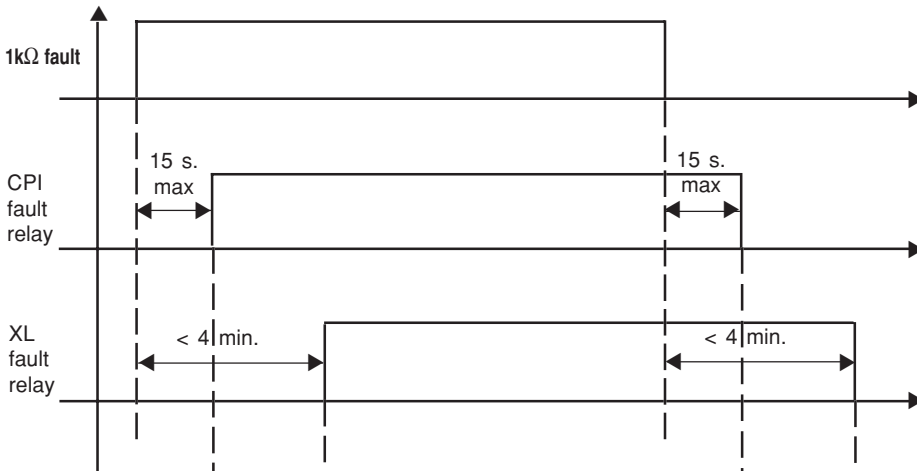 1kΩ fault
15 s.
max
15 s.
max
CPI
fault
relay
< 4 min.
< 4 min.
XL
fault
relay